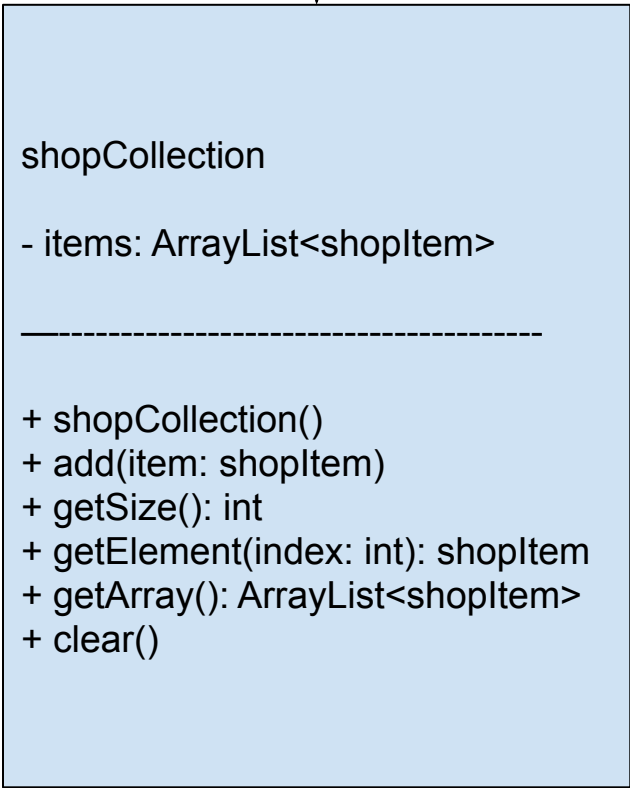 shopCollection
- items: ArrayList<shopItem>
—---------------------------------------
+ shopCollection()
+ add(item: shopItem)
+ getSize(): int
+ getElement(index: int): shopItem
+ getArray(): ArrayList<shopItem>
+ clear()